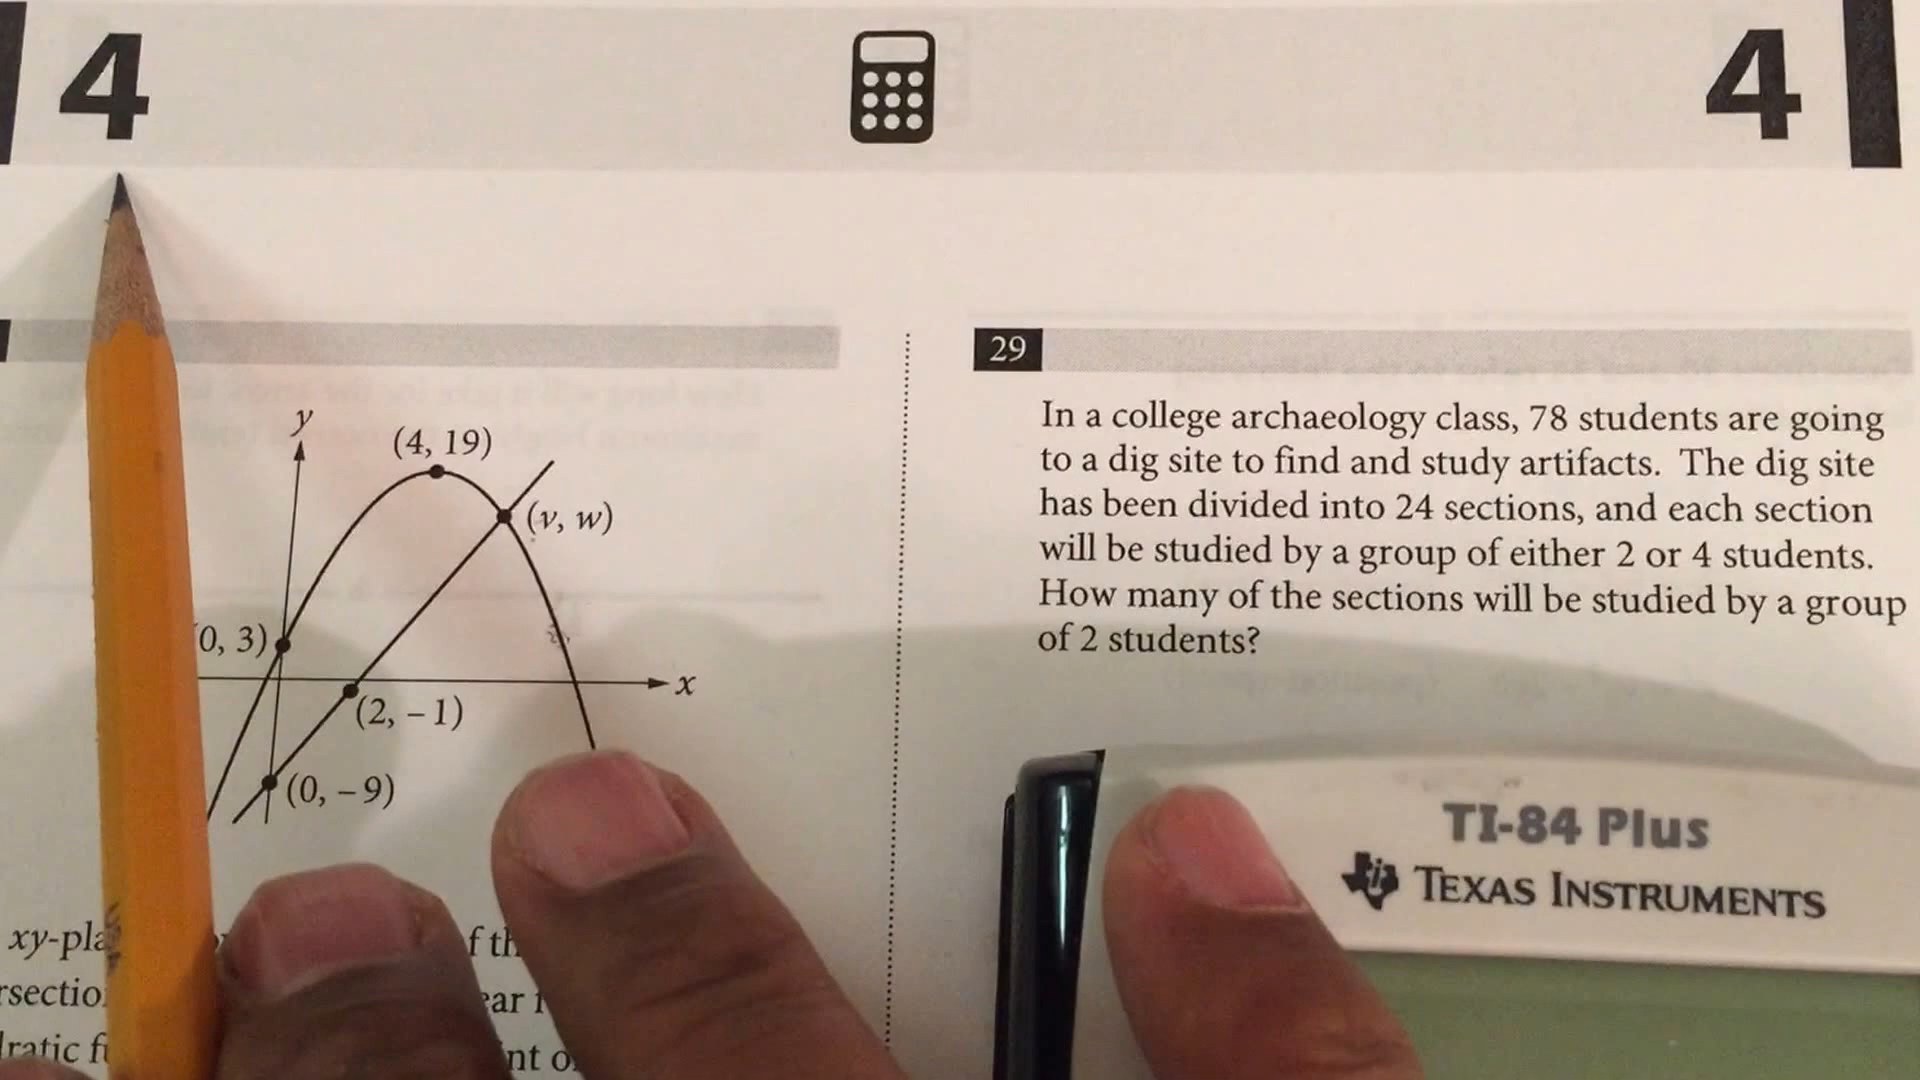 4 4
y
(4, 19)
(v, w)
0, 3)
x
(2, – 1)
(0, – 9)
29
In a college archaeology class, 78 students are going
to a dig site to find and study artifacts. The dig site
has been divided into 24 sections, and each section
will be studied by a group of either 2 or 4 students.
How many of the sections will be studied by a group
of 2 students?
TI-84 Plus
TEXAS INSTRUMENTS